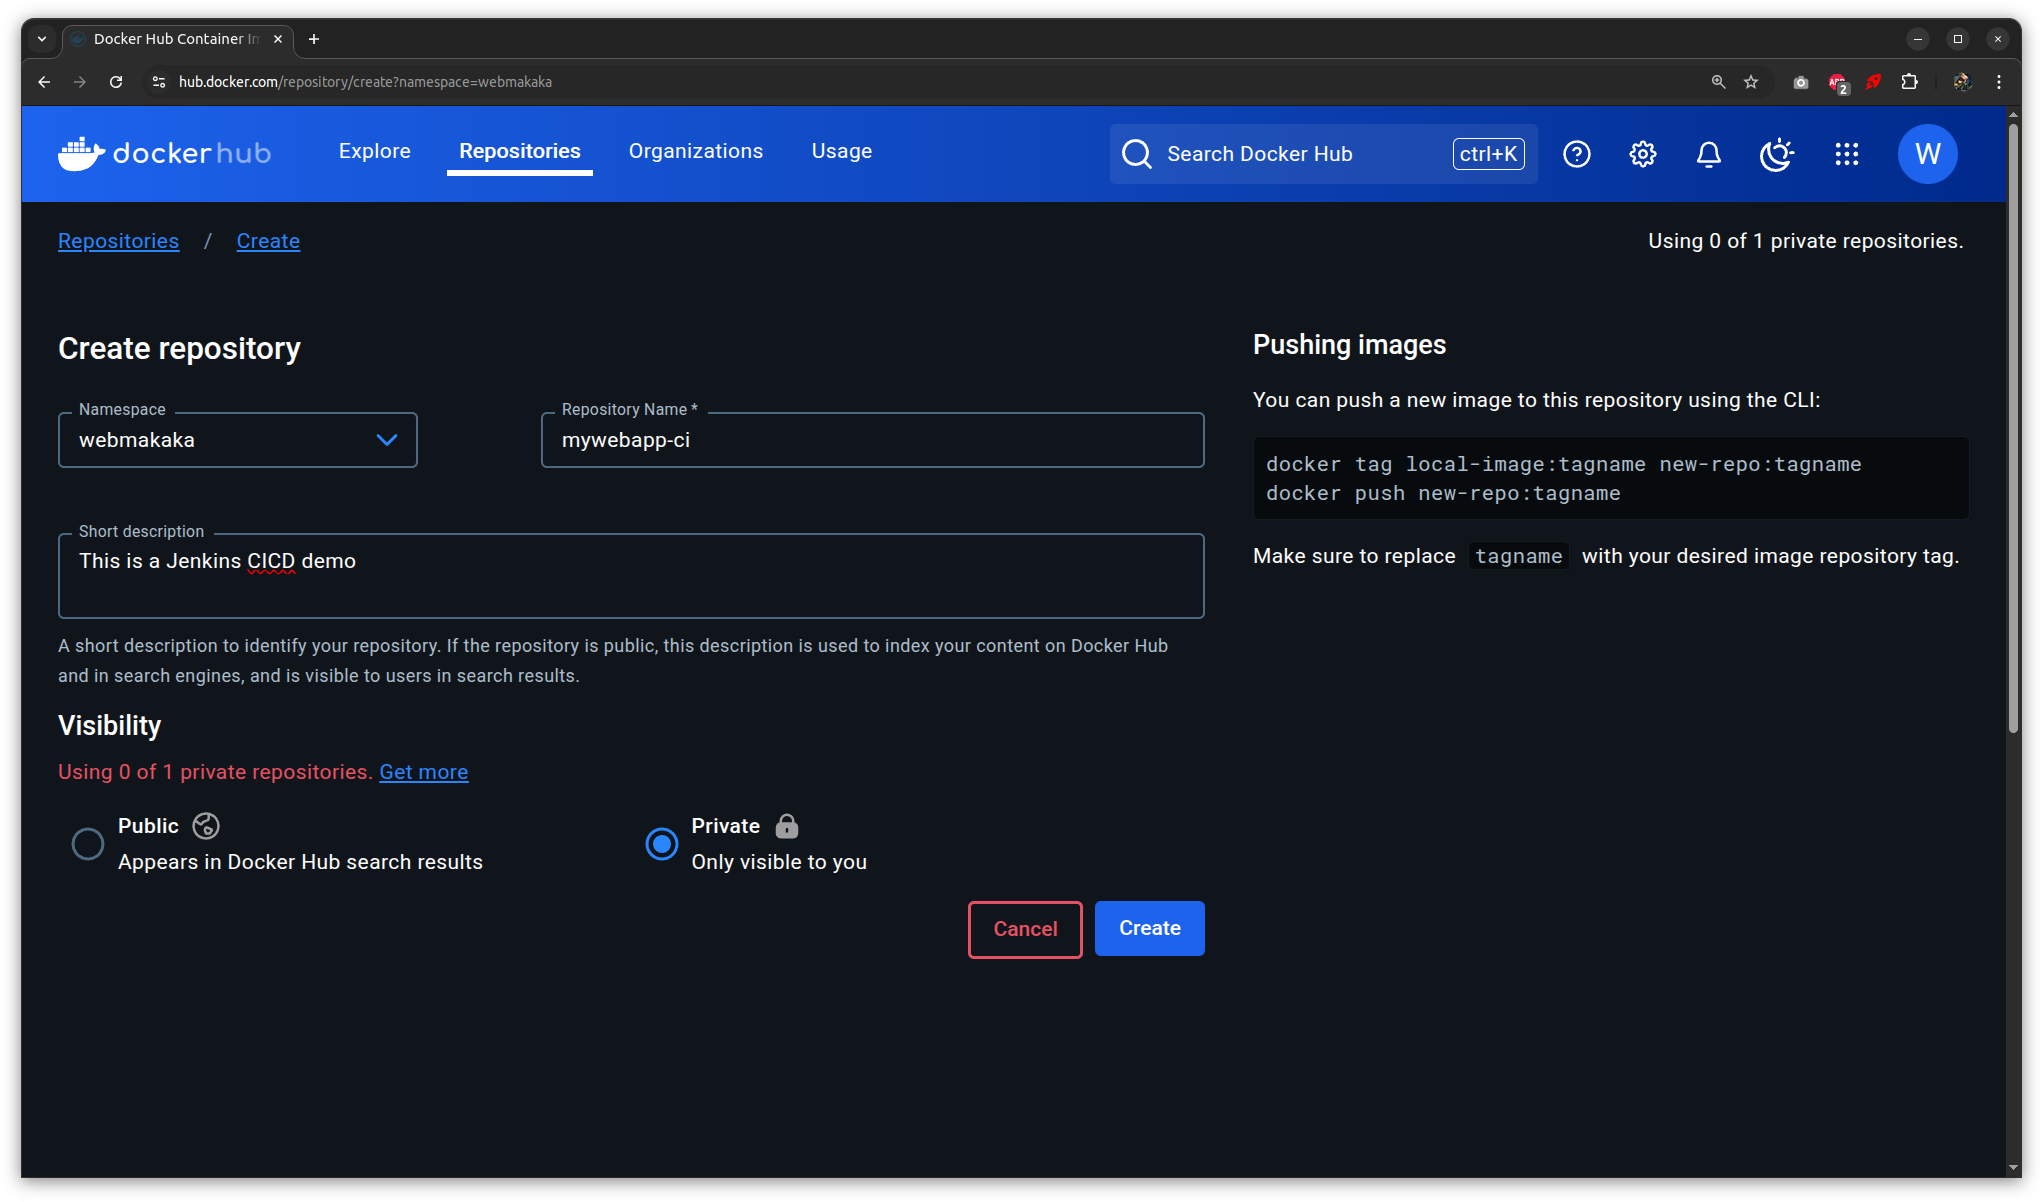 Docker Hub Container Im
hub.docker.com/repository/create?namespace=webmakaka
2
dockerhub
Explore
Repositories
Organizations
Usage
Search Docker Hub
ctrl+K
W
Repositories / Create
Using 0 of 1 private repositories.
Create repository
Namespace
webmakaka
Repository Name *
mywebapp-ci
Short description
This is a Jenkins CICD demo
A short description to identify your repository. If the repository is public, this description is used to index your content on Docker Hub
and in search engines, and is visible to users in search results.
Visibility
Using 0 of 1 private repositories. Get more
Public
Appears in Docker Hub search results
Private
Only visible to you
Cancel
Create
Pushing images
You can push a new image to this repository using the CLI:
docker tag local-image:tagname new-repo:tagname
docker push new-repo:tagname
Make sure to replace tagname with your desired image repository tag.